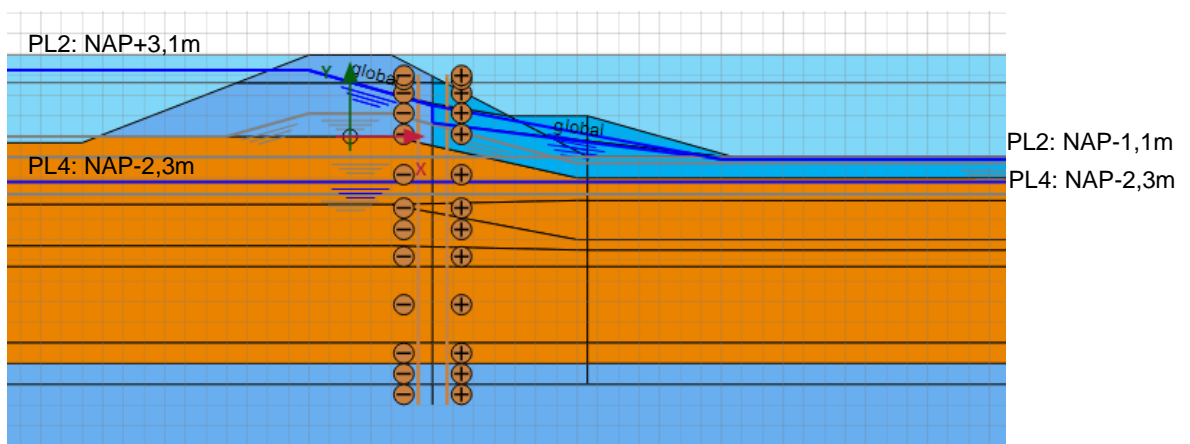 PL2: NAP+3,1m
Y
global
global
PL2: NAP-1,1m
PL4: NAP-2,3m
X
PL4: NAP-2,3m